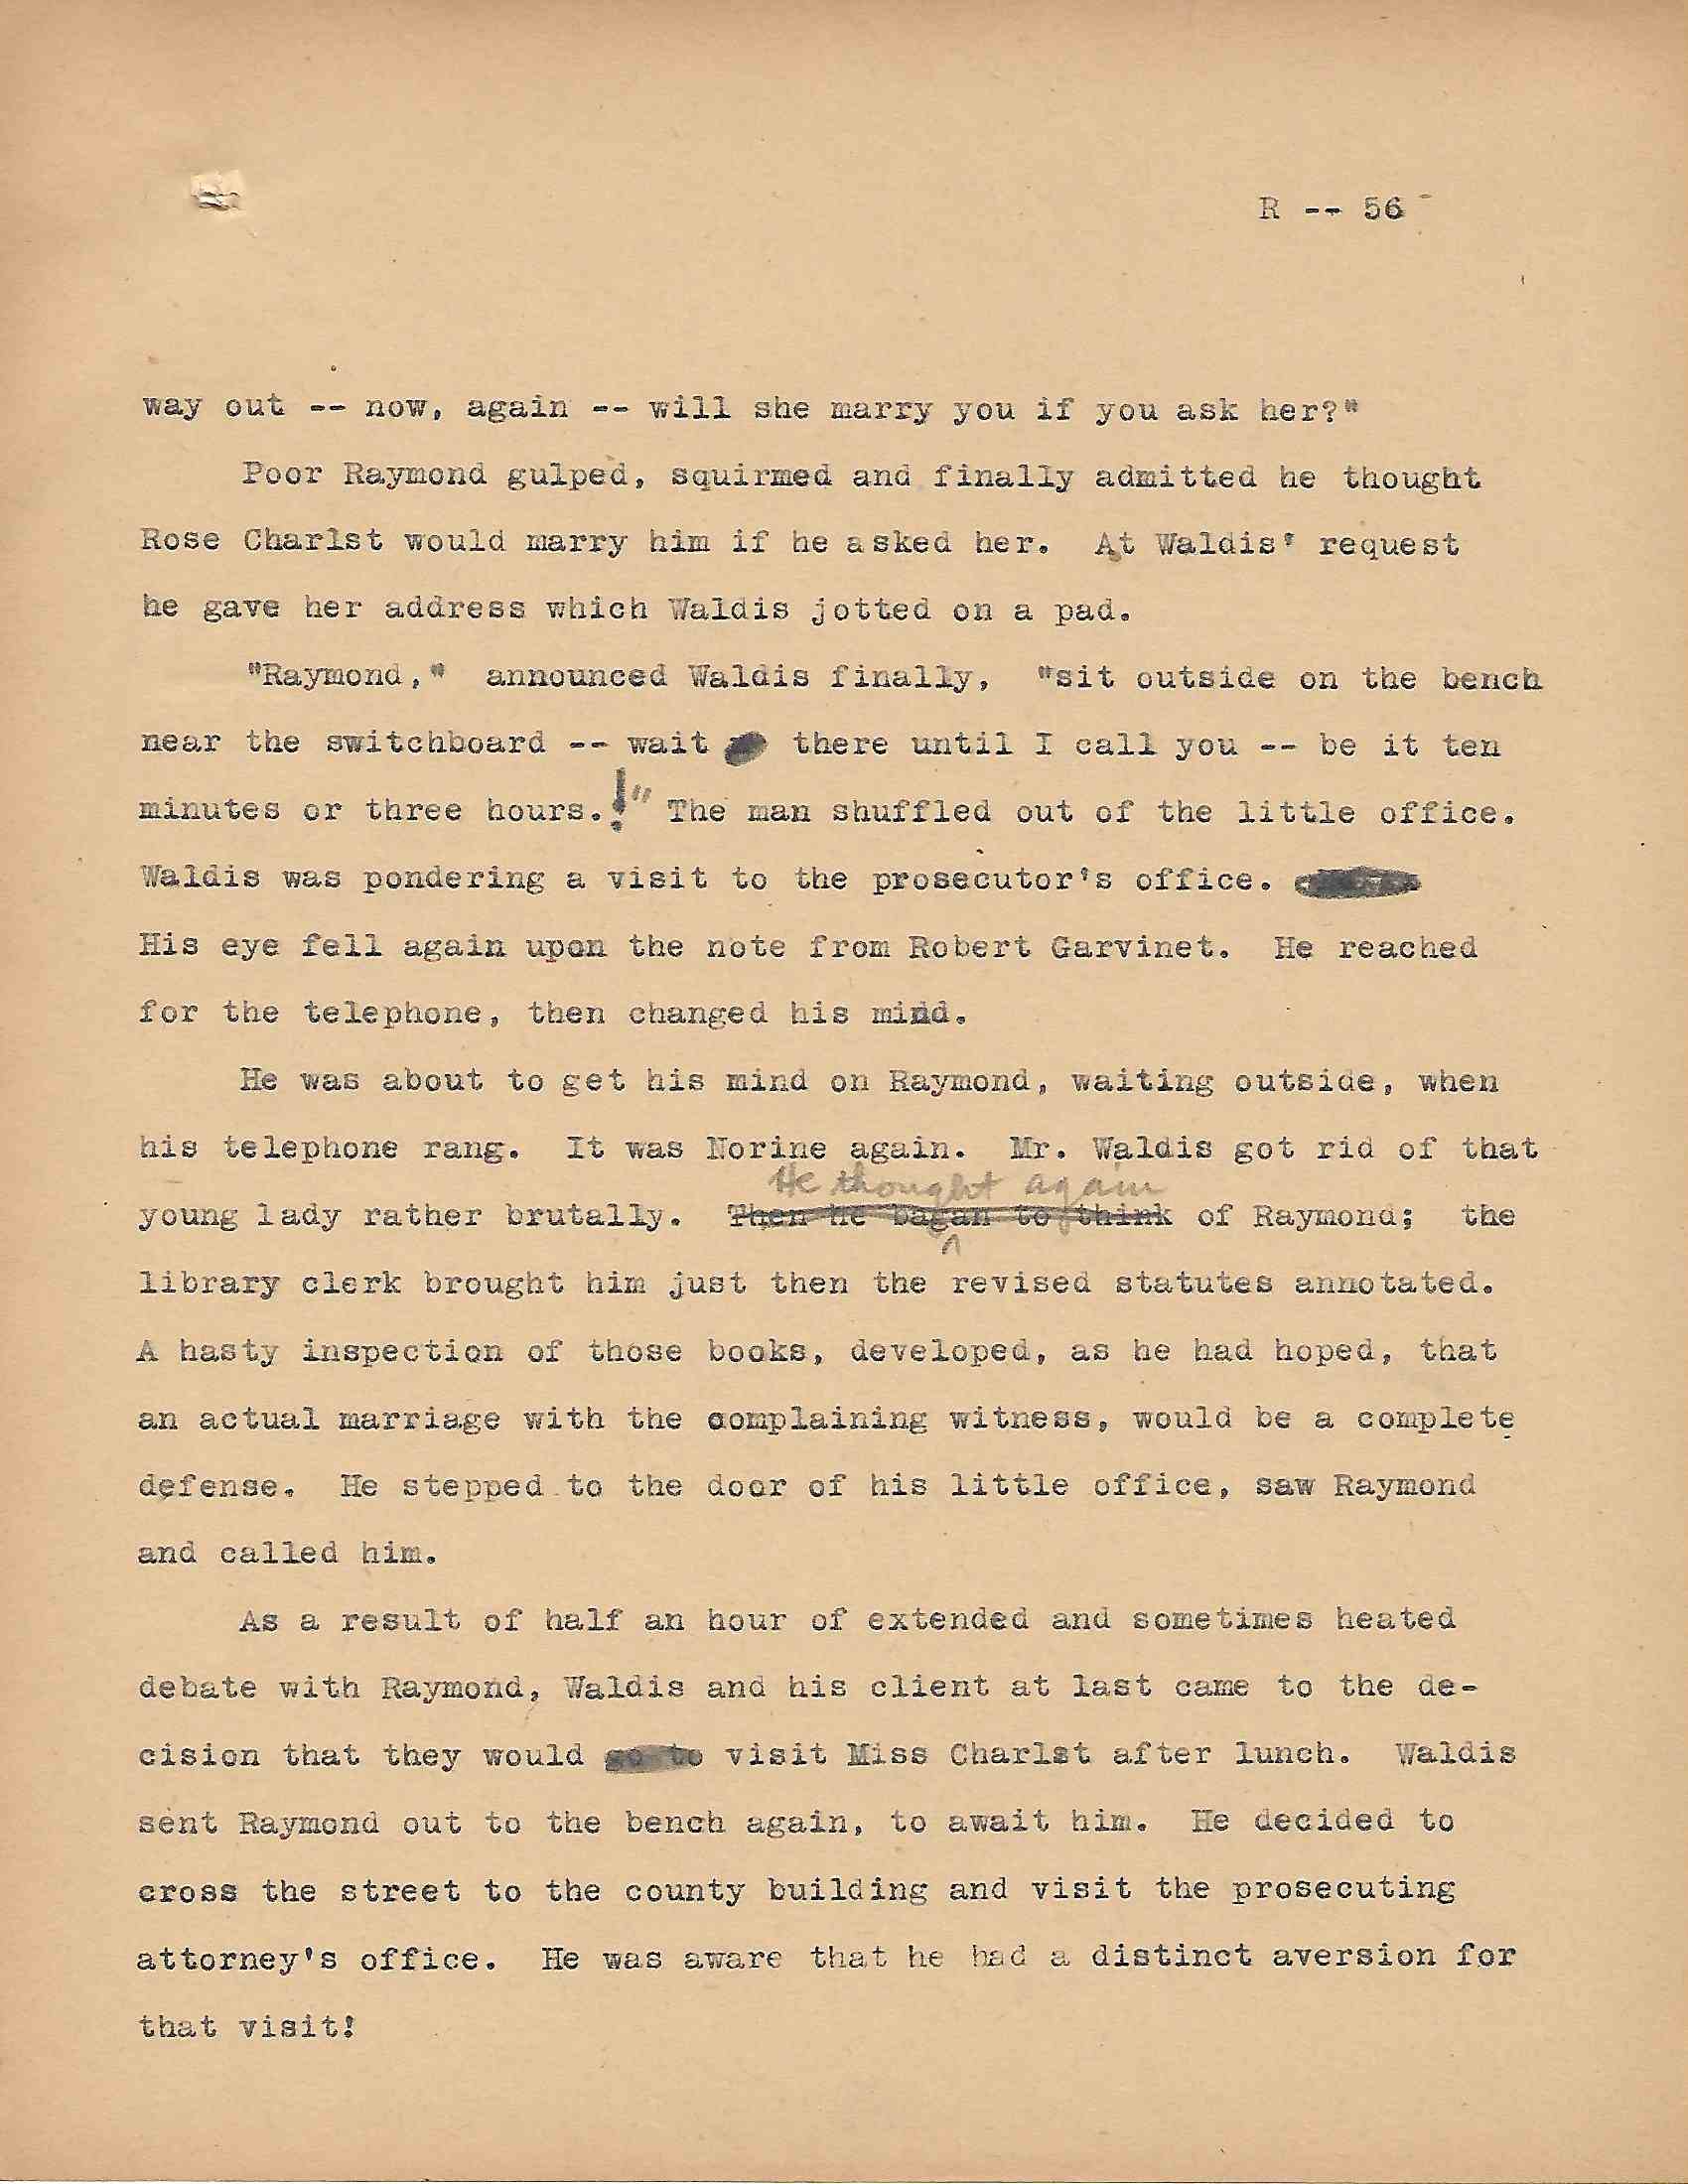 R -- 56
way out -- now, again -- will she marry you if you ask her?"
Poor Raymond gulped, squirmed and finally admitted he thought
Rose Charlst would marry him if he asked her.  At Waldis' request
he gave her address which Waldis jotted on a pad.
"Raymond,"  announced Waldis finally,  "sit outside on the bench
near the switchboard -- wait there until I call you -- be it ten
minutes or three hours.!" The man shuffled out of the little office.
Waldis was pondering a visit to the prosecutor's office.
His eye fell again upon the note from Robert Garvinet.  He reached
for the telephone, then changed his mind.
He was about to get his mind on Raymond, waiting outside, when
his telephone rang.  It was Norine again.  Mr. Waldis got rid of that
He thought again
young lady rather brutally.  Then he bagan to think of Raymond;  the
library clerk brought him just then the revised statutes annotated.
A hasty inspection of those books, developed, as he had hoped, that
an actual marriage with the complaining witness, would be a complete
defense.  He stepped to the door of his little office, saw Raymond
and called him.
As a result of half an hour of extended and sometimes heated
debate with Raymond, Waldis and his client at last came to the de-
cision that they would go to visit Miss Charlst after lunch.  Waldis
sent Raymond out to the bench again, to await him.  He decided to
cross the street to the county building and visit the prosecuting
attorney's office.  He was aware that he had a distinct aversion for
that visit!